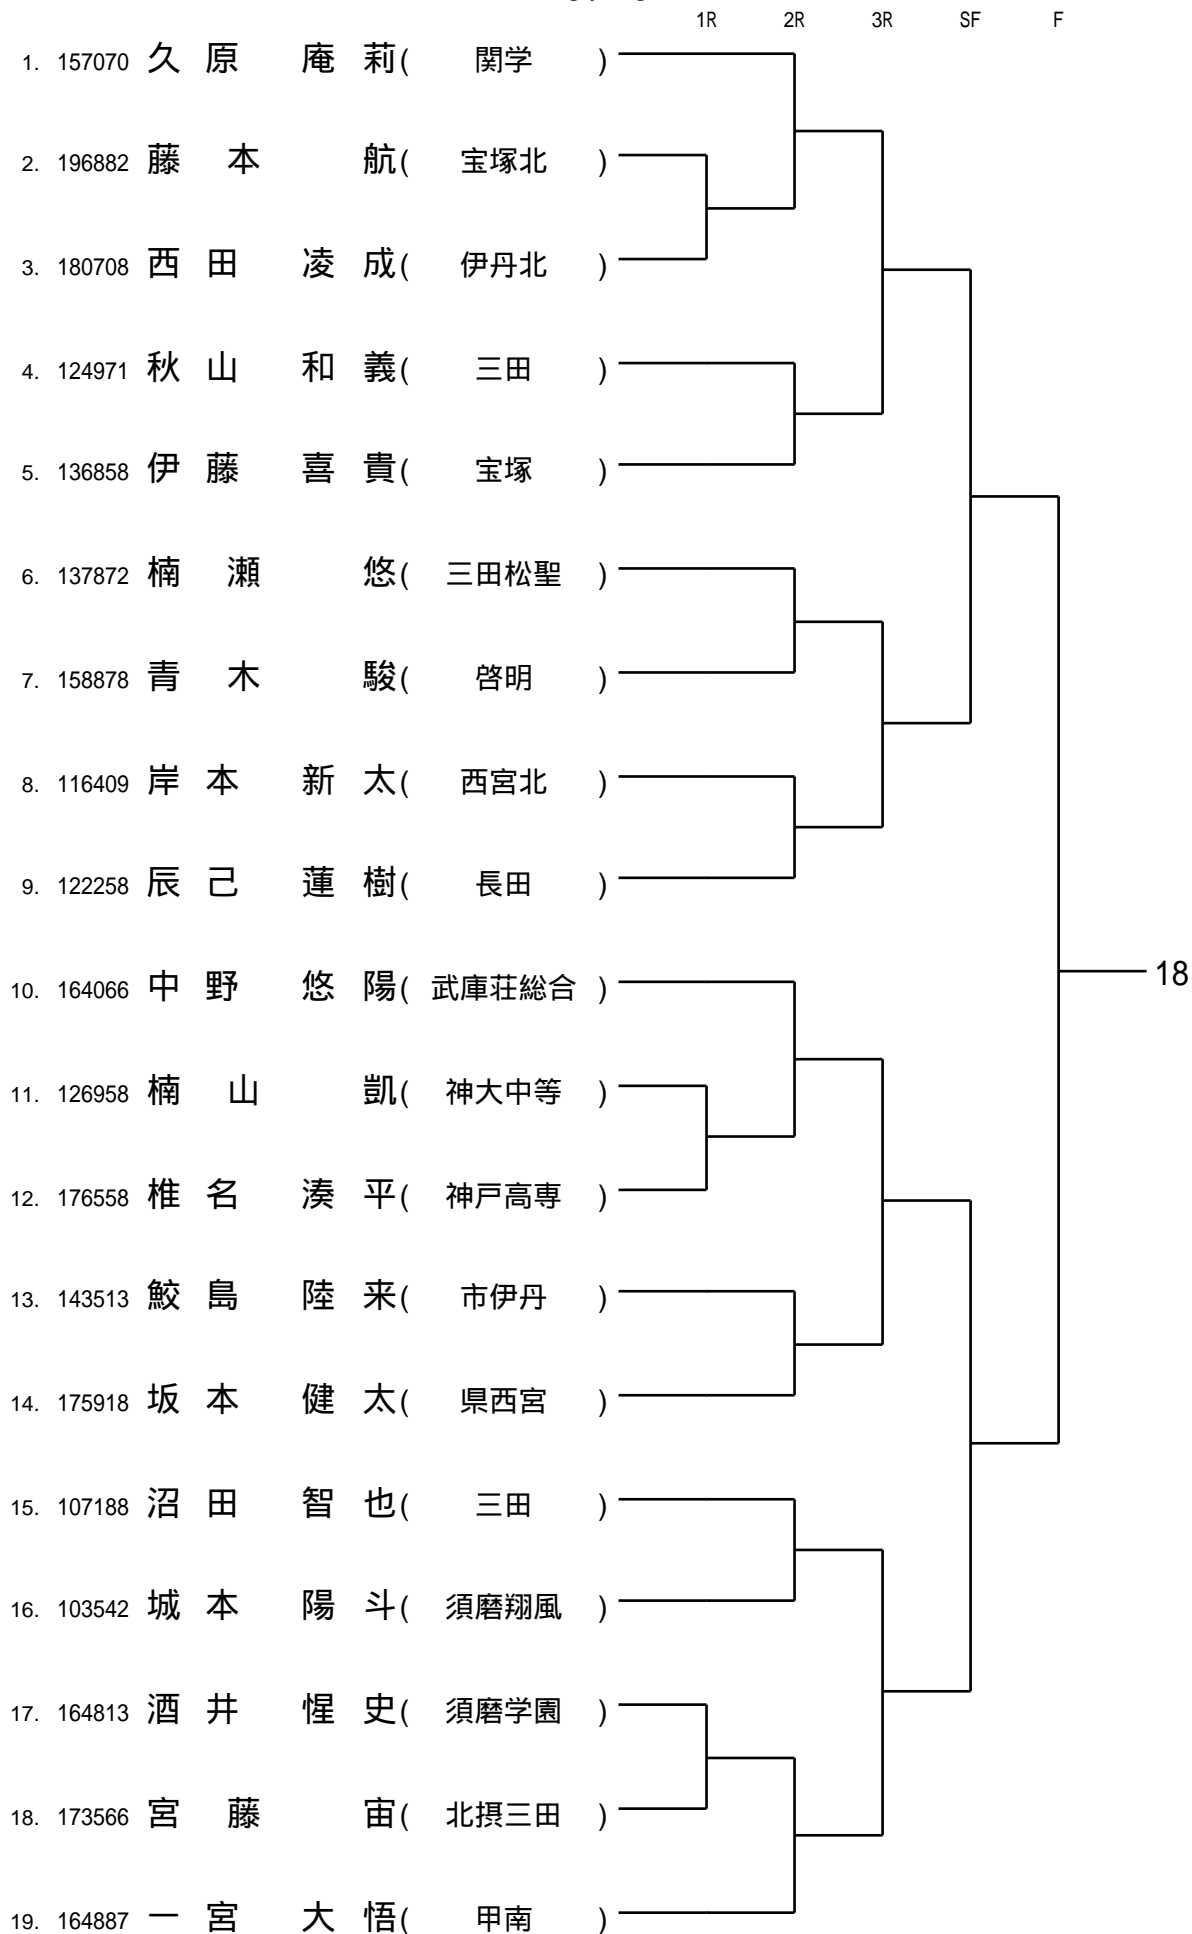 1R 2R 3R SF F
1. 157070 久原 庵莉( 関学 )
2. 196882 藤本 航( 宝塚北 )
3. 180708 西田 凌成( 伊丹北 )
4. 124971 秋山 和義( 三田 )
5. 136858 伊藤 喜貴( 宝塚 )
6. 137872 楠瀬 悠( 三田松聖 )
7. 158878 青木 駿( 啓明 )
8. 116409 岸本 新太( 西宮北 )
9. 122258 辰己 蓮樹( 長田 )
10. 164066 中野 悠陽( 武庫荘総合 )
18
11. 126958 楠山 凱( 神大中等 )
12. 176558 椎名 湊平( 神戸高専 )
13. 143513 鮫島 陸来( 市伊丹 )
14. 175918 坂本 健太( 県西宮 )
15. 107188 沼田 智也( 三田 )
16. 103542 城本 陽斗( 須磨翔風 )
17. 164813 酒井 惺史( 須磨学園 )
18. 173566 宮藤 宙( 北摂三田 )
19. 164887 一宮 大悟( 甲南 )